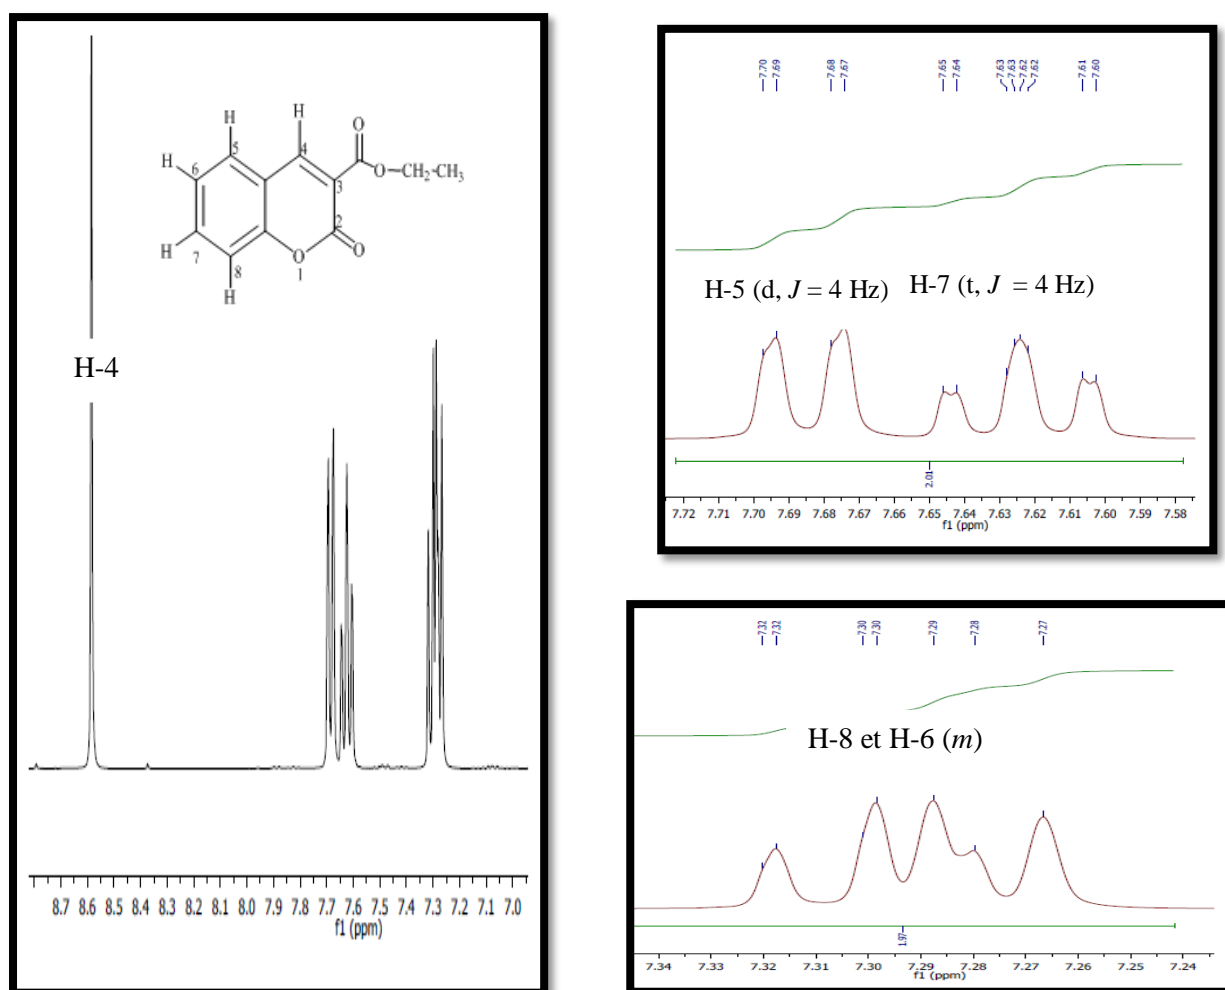 H
H
O
H
5
4
6
O
CH2-CH3
3
2
H
7
8
O
O
1
H
H-4
8.7 8.6 8.5 8.4 8.3 8.2 8.1 8.0 7.9 7.8 7.7 7.6 7.5 7.4 7.3 7.2 7.1 7.0
f1 (ppm)
7.70 7.69 7.68 7.67 7.65 7.64 7.63 7.63 7.62 7.62 7.61 7.60
H-5 (d, J = 4 Hz) H-7 (t, J = 4 Hz)
2.01
7.72 7.71 7.70 7.69 7.68 7.67 7.66 7.65 7.64 7.63 7.62 7.61 7.60 7.59 7.58
f1 (ppm)
7.32 7.32 7.30 7.30 7.29 7.28 7.27
H-8 et H-6 (m)
1.97
7.34 7.33 7.32 7.31 7.30 7.29 7.28 7.27 7.26 7.25 7.24
f1 (ppm)